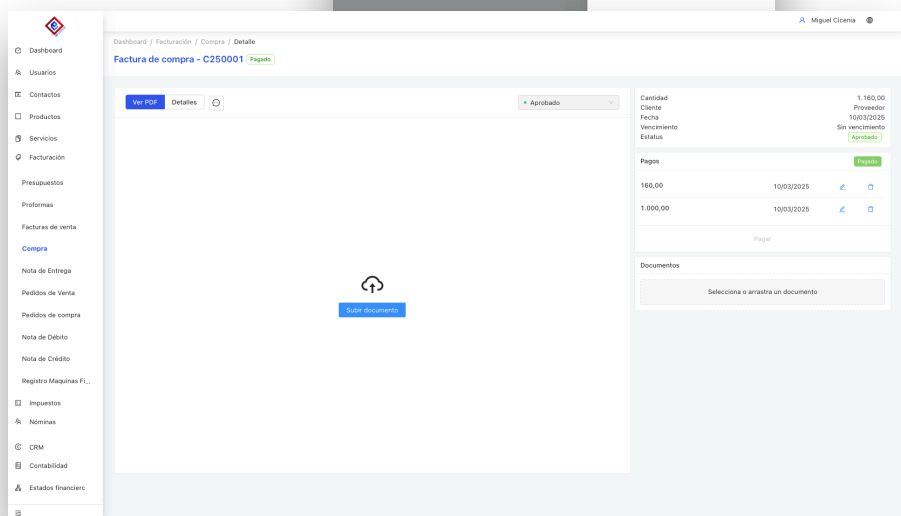 Miguel Cicenia
Dashboard
Usuarios
Contactos
Productos
Servicios
Facturación
Presupuestos
Proformas
Facturas de venta
Compra
Nota de Entrega
Pedidos de Venta
Pedidos de compra
Nota de Débito
Nota de Crédito
Registro Maquinas Fi...
Impuestos
Nóminas
CRM
Contabilidad
Estados financierc
Dashboard / Facturación / Compra / Detalle
Factura de compra - C250001 Pagado
Ver PDF Detalles
Aprobado
Subir documento
Cantidad 1.160,00
Cliente Proveedor
Fecha 10/03/2025
Vencimiento Sin vencimiento
Estatus Aprobado
Pagos Pagado
160,00 10/03/2025
1.000,00 10/03/2025
Pagar
Documentos
Selecciona o arrastra un documento